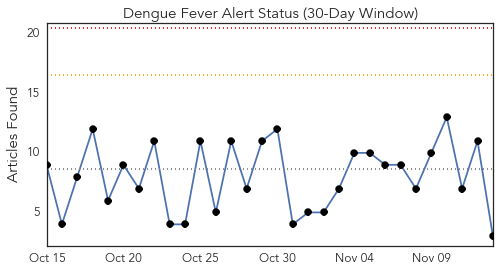 Dengue Fever Alert Status (30-Day Window)
Articles Found
20
15
10
5
Oct 15 Oct 20 Oct 25 Oct 30 Nov 04 Nov 09